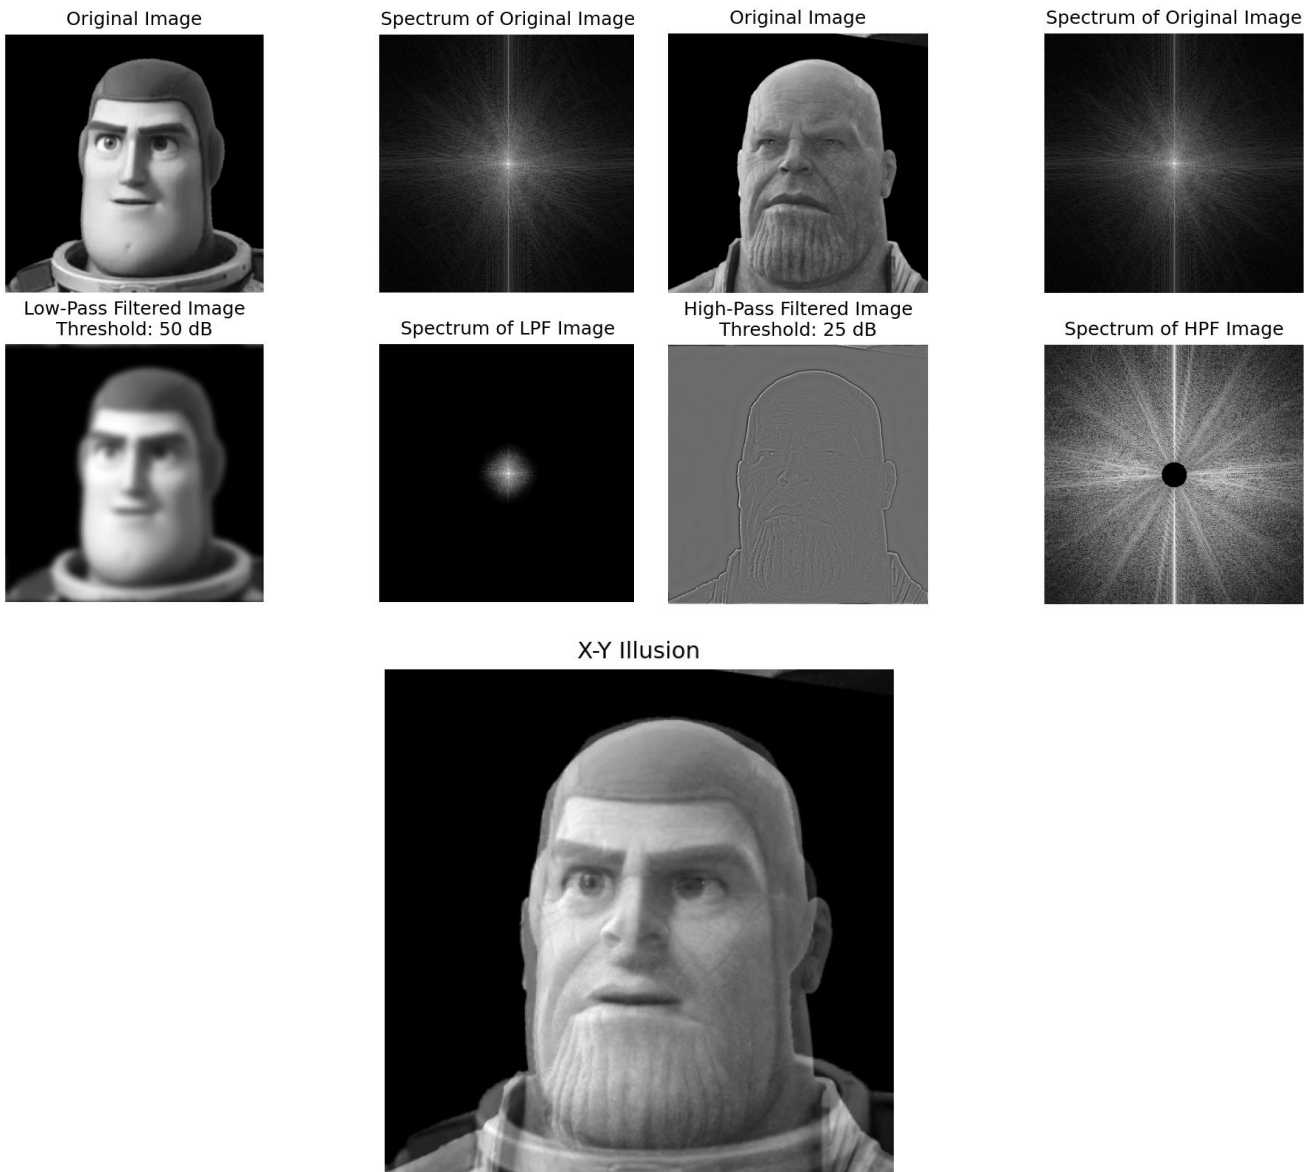 Original Image
Spectrum of Original Image
Original Image
Spectrum of Original Image
Low-Pass Filtered Image
Threshold: 50 dB
Spectrum of LPF Image
High-Pass Filtered Image
Threshold: 25 dB
Spectrum of HPF Image
X-Y Illusion